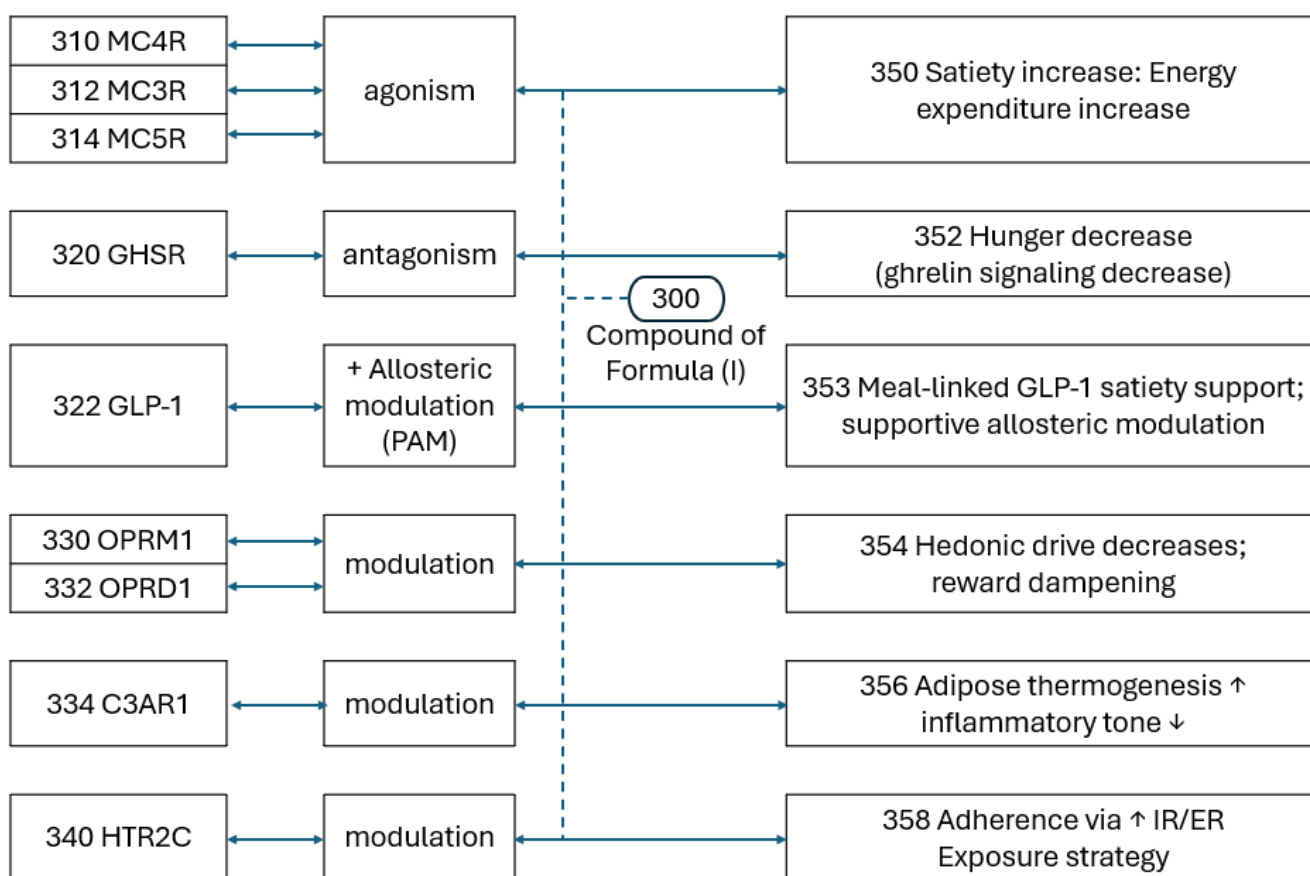 310 MC4R
312 MC3R
314 MC5R
agonism
350 Satiety increase: Energy
expenditure increase
320 GHSR
antagonism
352 Hunger decrease
(ghrelin signaling decrease)
300
Compound of
Formula (I)
322 GLP-1
+ Allosteric
modulation
(PAM)
353 Meal-linked GLP-1 satiety support;
supportive allosteric modulation
330 OPRM1
332 OPRD1
modulation
354 Hedonic drive decreases;
reward dampening
334 C3AR1
modulation
356 Adipose thermogenesis ↑
inflammatory tone ↓
340 HTR2C
modulation
358 Adherence via ↑ IR/ER
Exposure strategy